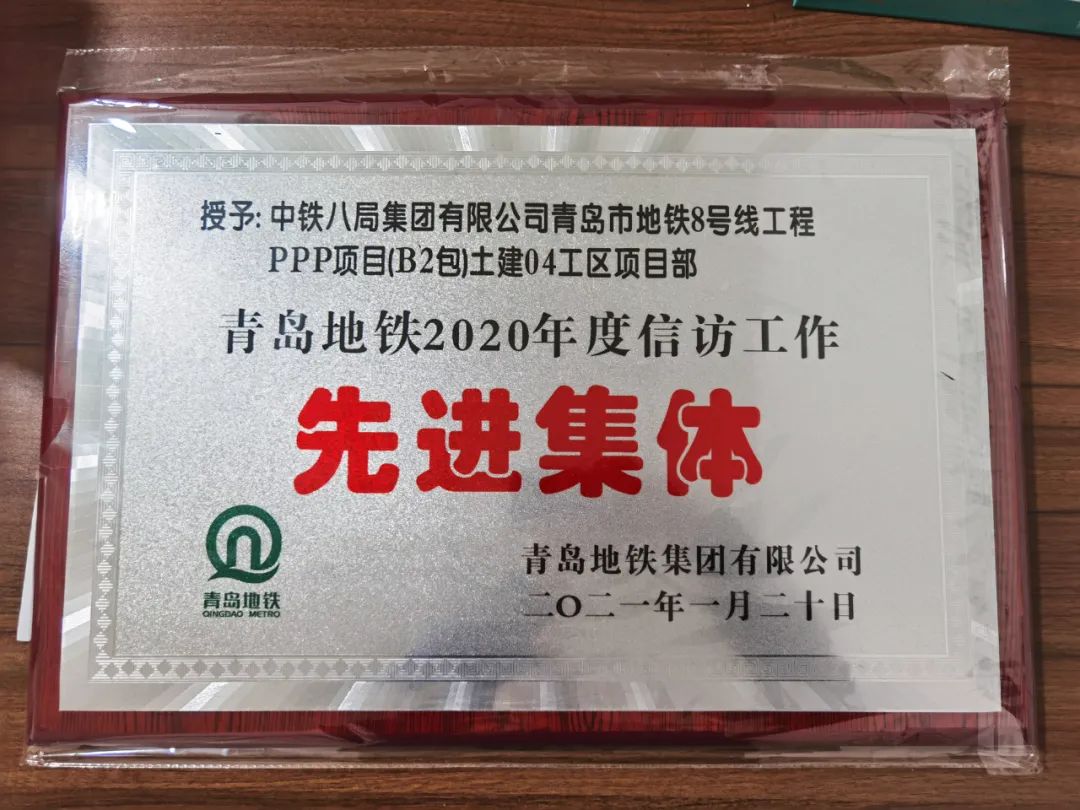 授予:中铁八局集团有限公司青岛市地铁8号线工程
PPP项目(B2包)土建04工区项目部
青岛地铁2020年度信访工作
先进集体
青岛地铁
QINGDAO METRO
青岛地铁集团有限公司
二〇二一年一月二十日